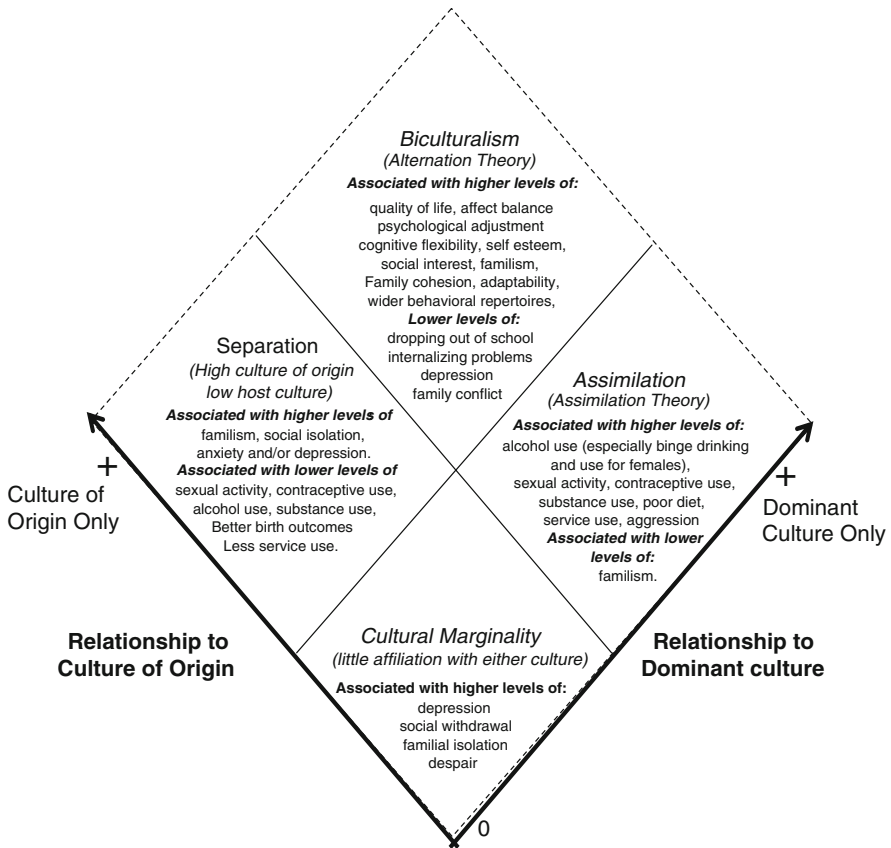 Biculturalism
(Alternation Theory)
Associated with higher levels of:
quality of life, affect balance
psychological adjustment
cognitive flexibility, self esteem,
social interest, familism,
Family cohesion, adaptability,
wider behavioral repertoires,
Lower levels of:
dropping out of school
internalizing problems
depression
family conflict
Separation
(High culture of origin
low host culture)
Associated with higher levels of
familism, social isolation,
anxiety and/or depression.
Associated with lower levels of
sexual activity, contraceptive use,
alcohol use, substance use,
Better birth outcomes
Less service use.
Assimilation
(Assimilation Theory)
Associated with higher levels of:
alcohol use (especially binge drinking
and use for females),
sexual activity, contraceptive use,
substance use, poor diet,
service use, aggression
Associated with lower
levels of:
familism.
+
Culture of
Origin Only
+
Dominant
Culture Only
Relationship to
Culture of Origin
Cultural Marginality
(little affiliation with either culture)
Associated with higher levels of:
depression
social withdrawal
familial isolation
despair
Relationship to
Dominant culture
0